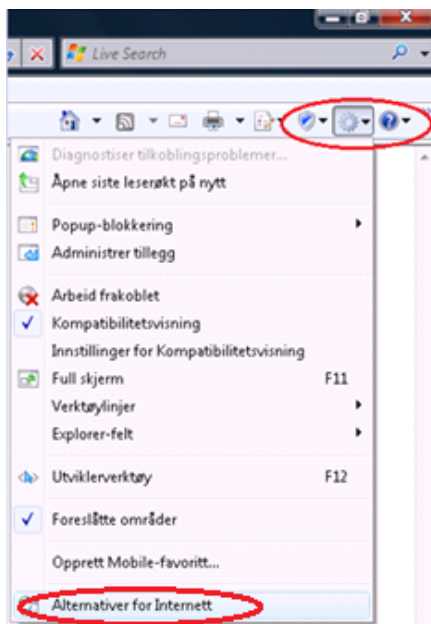 Live Search
Diagnostiser tilkoblingsproblemer...
Åpne siste leserøkt på nytt
Popup-blokkering
Administrer tillegg
Arbeid frakoblet
Kompatibilitetsvisning
Innstillinger for Kompatibilitetsvisning
Full skjerm F11
Verktøylinjer
Explorer-felt
Utviklerverktøy F12
Foreslåtte områder
Opprett Mobile-favoritt...
Alternativer for Internett